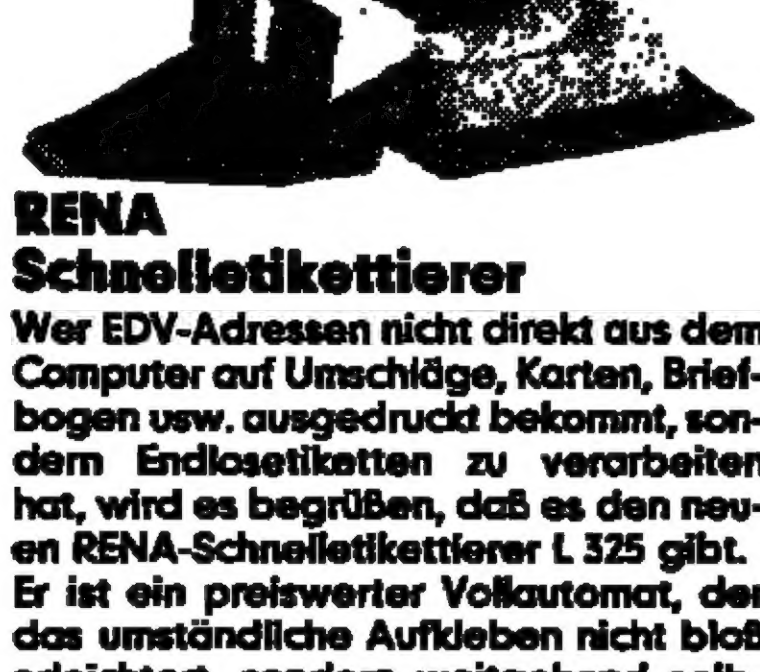 RENA
Schnelletikettierer
Wer EDV-Adressen nicht direkt aus dem
Computer auf Umschläge, Karten, Brief-
bogen usw. ausgedruckt bekommt, son-
dern Endlosetiketten zu verarbeiten
hat, wird es begrüßen, daß es den neu-
en RENA-Schnelletikettierer L 325 gibt.
Er ist ein preiswerter Vollautomat, der
das umständliche Aufkleben nicht bloß